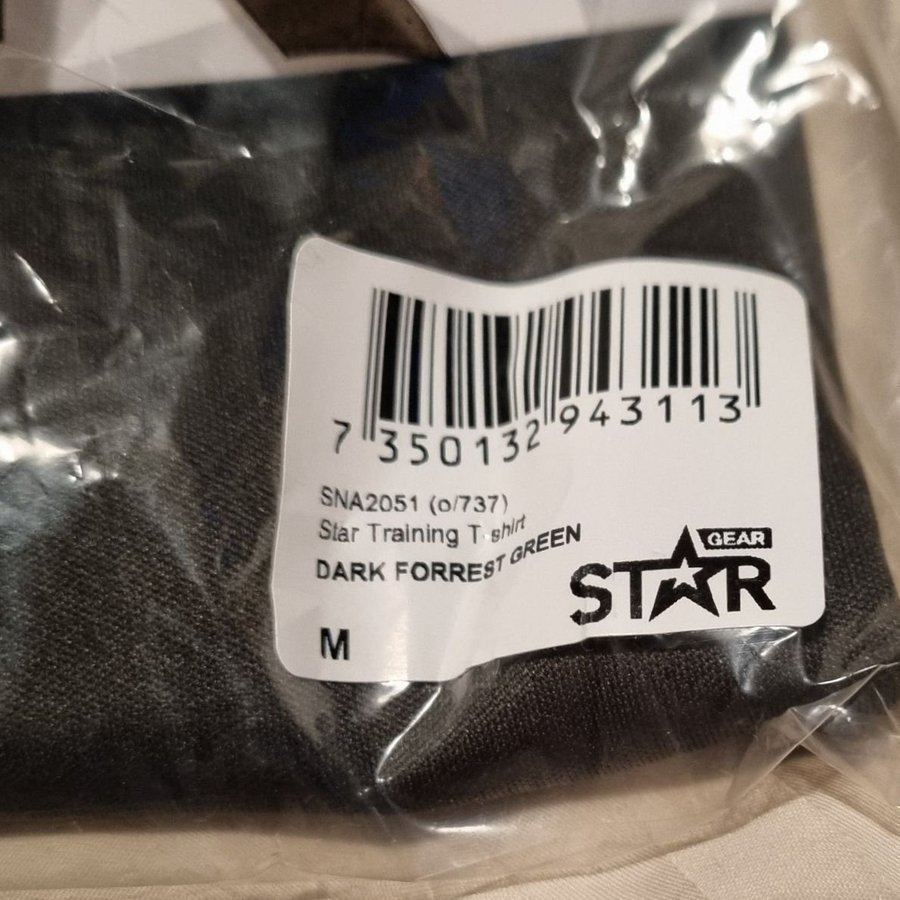 7 350132 943113
SNA2051 (o/737)
Star Training T-shirt
DARK FORREST GREEN
GEAR
STAR
M